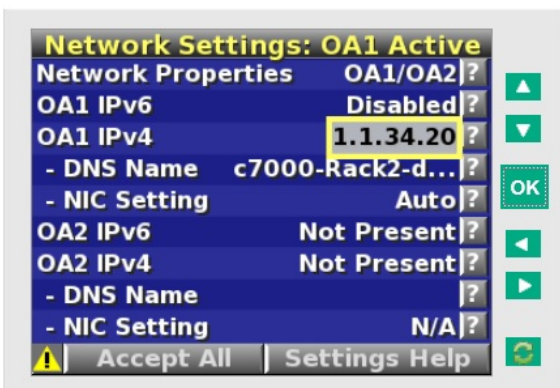 Network Settings: OA1 Active
Network Properties OA1/OA2 ?
OA1 IPv6 Disabled ?
OA1 IPv4 1.1.34.20 ?
- DNS Name c7000-Rack2-d... ?
- NIC Setting Auto ?
OA2 IPv6 Not Present ?
OA2 IPv4 Not Present ?
- DNS Name ?
- NIC Setting N/A ?
Accept All Settings Help
OK